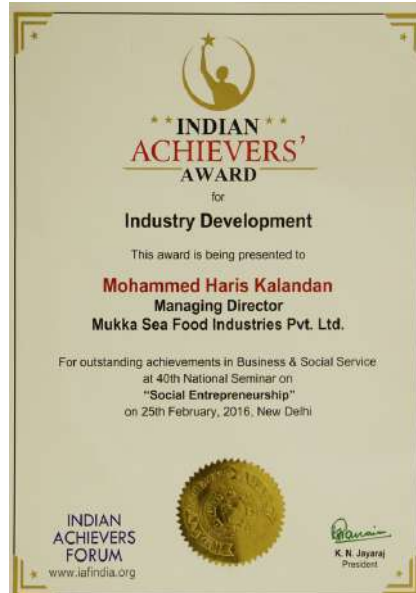 INDIAN
ACHIEVERS'
AWARD
for
Industry Development
This award is being presented to
Mohammed Haris Kalandan
Managing Director
Mukka Sea Food Industries Pvt. Ltd.
For outstanding achievements in Business & Social Service
at 40th National Seminar on
"Social Entrepreneurship"
on 25th February, 2016, New Delhi
INDIAN
ACHIEVERS
FORUM
www.iafindia.org
K. N. Jayaraj
President